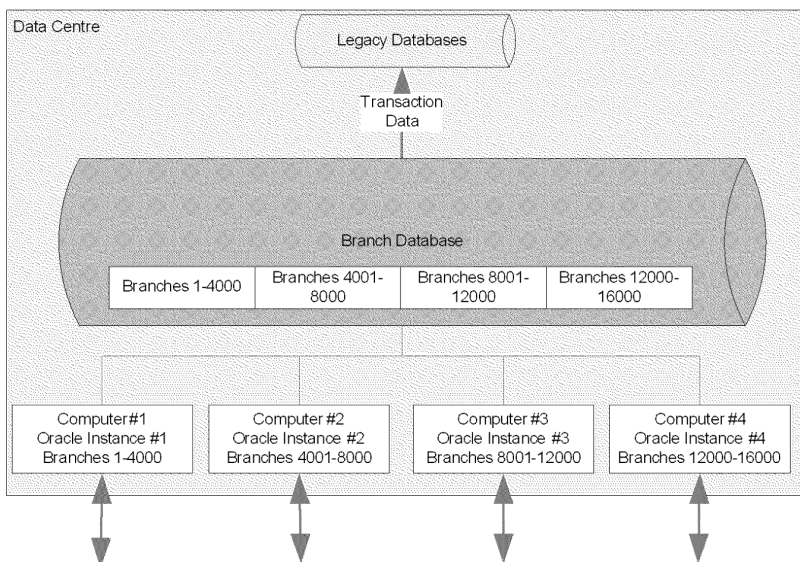 Data Centre
Legacy Databases
Transaction
Data
Branch Database
Branches 1-4000
Branches 4001-
8000
Branches 8001-
12000
Branches 12000-
16000
Computer#1
Oracle Instance #1
Branches 1-4000
Computer #2
Oracle Instance #2
Branches 4001-8000
Computer #3
Oracle Instance #3
Branches 8001-12000
Computer #4
Oracle Instance #4
Branches 12000-16000